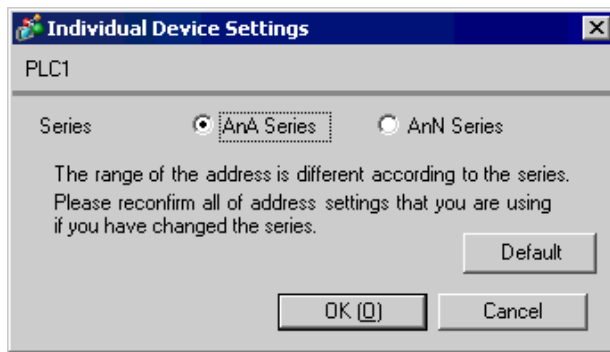 Individual Device Settings
PLC1
Series AnA Series AnN Series
The range of the address is different according to the series.
Please reconfirm all of address settings that you are using
if you have changed the series.
Default
OK (O) Cancel